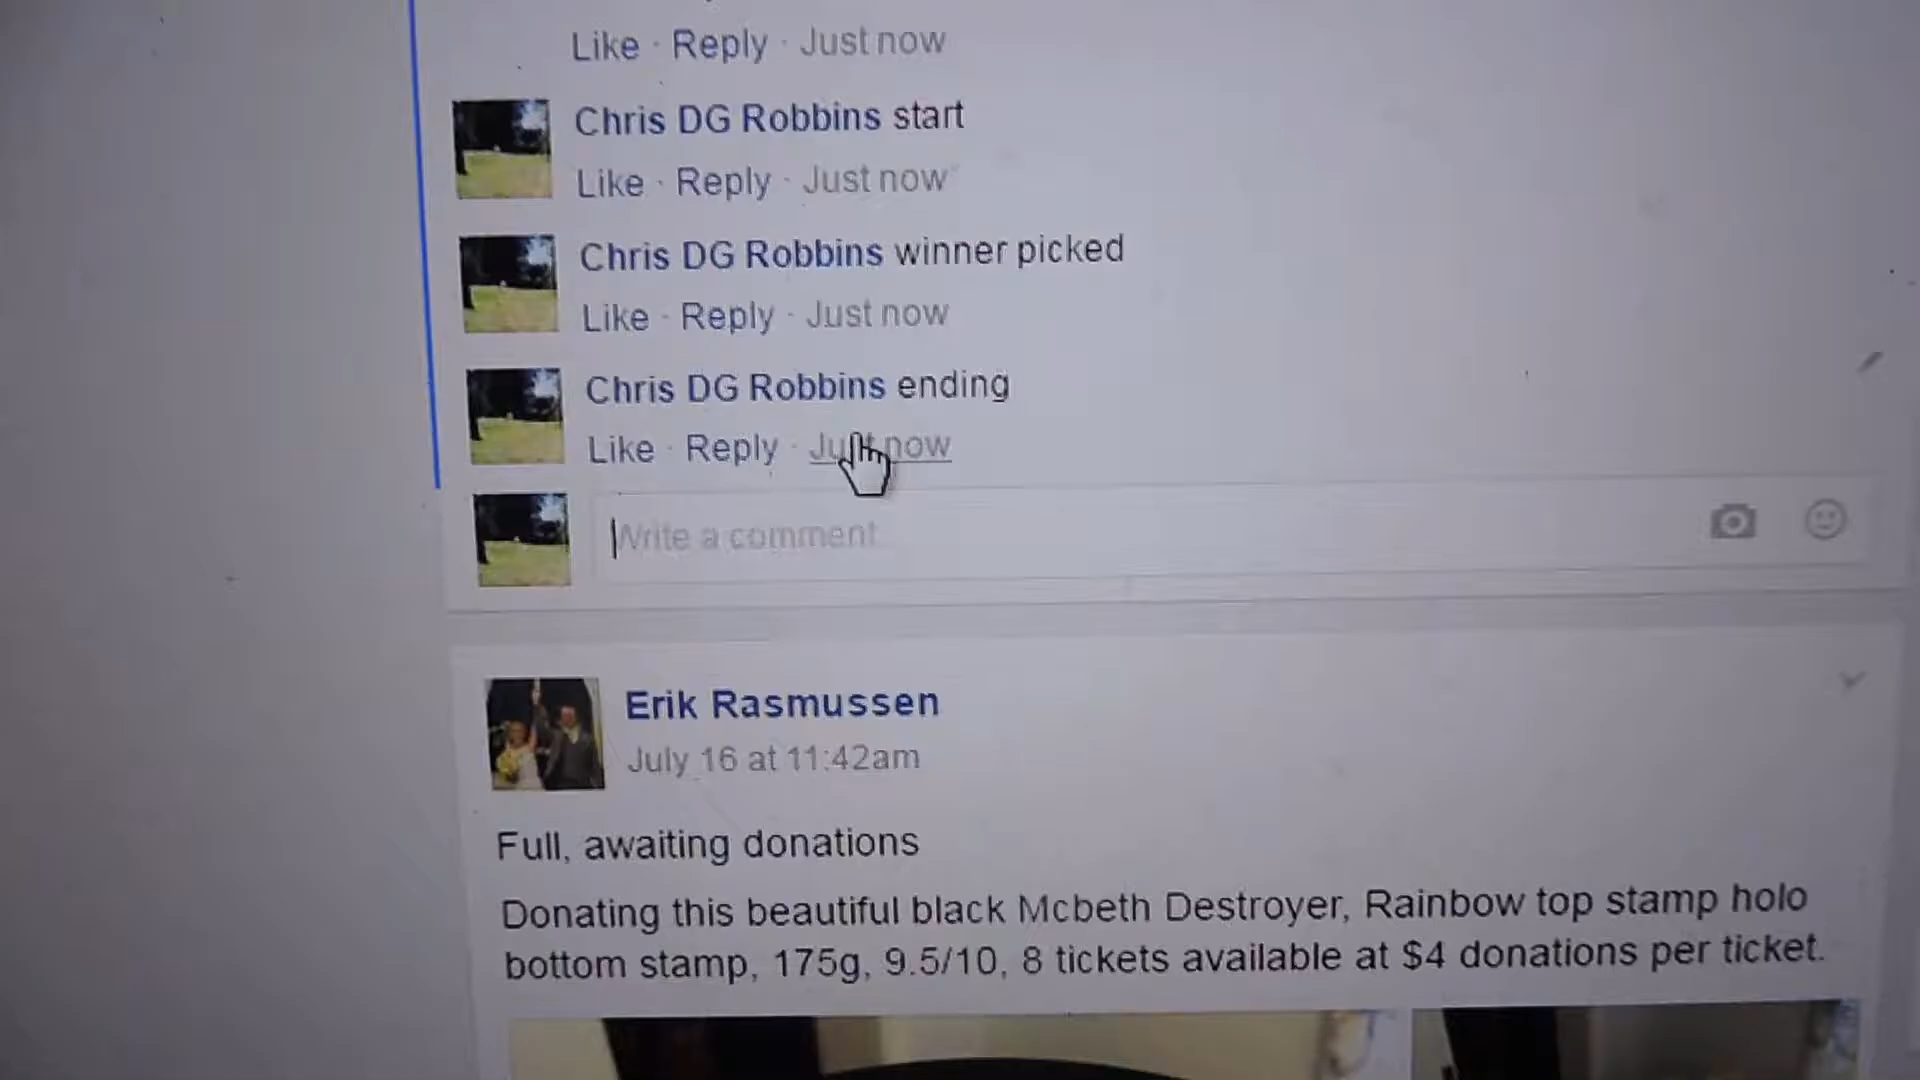 Like · Reply · Just now
Chris DG Robbins start
Like · Reply · Just now
Chris DG Robbins winner picked
Like · Reply · Just now
Chris DG Robbins ending
Like · Reply · Just now
Write a comment...
Erik Rasmussen
July 16 at 11:42am
Full, awaiting donations
Donating this beautiful black Mcbeth Destroyer, Rainbow top stamp holo
bottom stamp, 175g, 9.5/10, 8 tickets available at $4 donations per ticket.